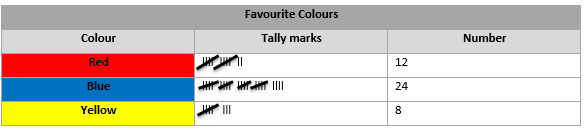 Favourite Colours
Colour Tally marks Number
Red 12
Blue 24
Yellow 8